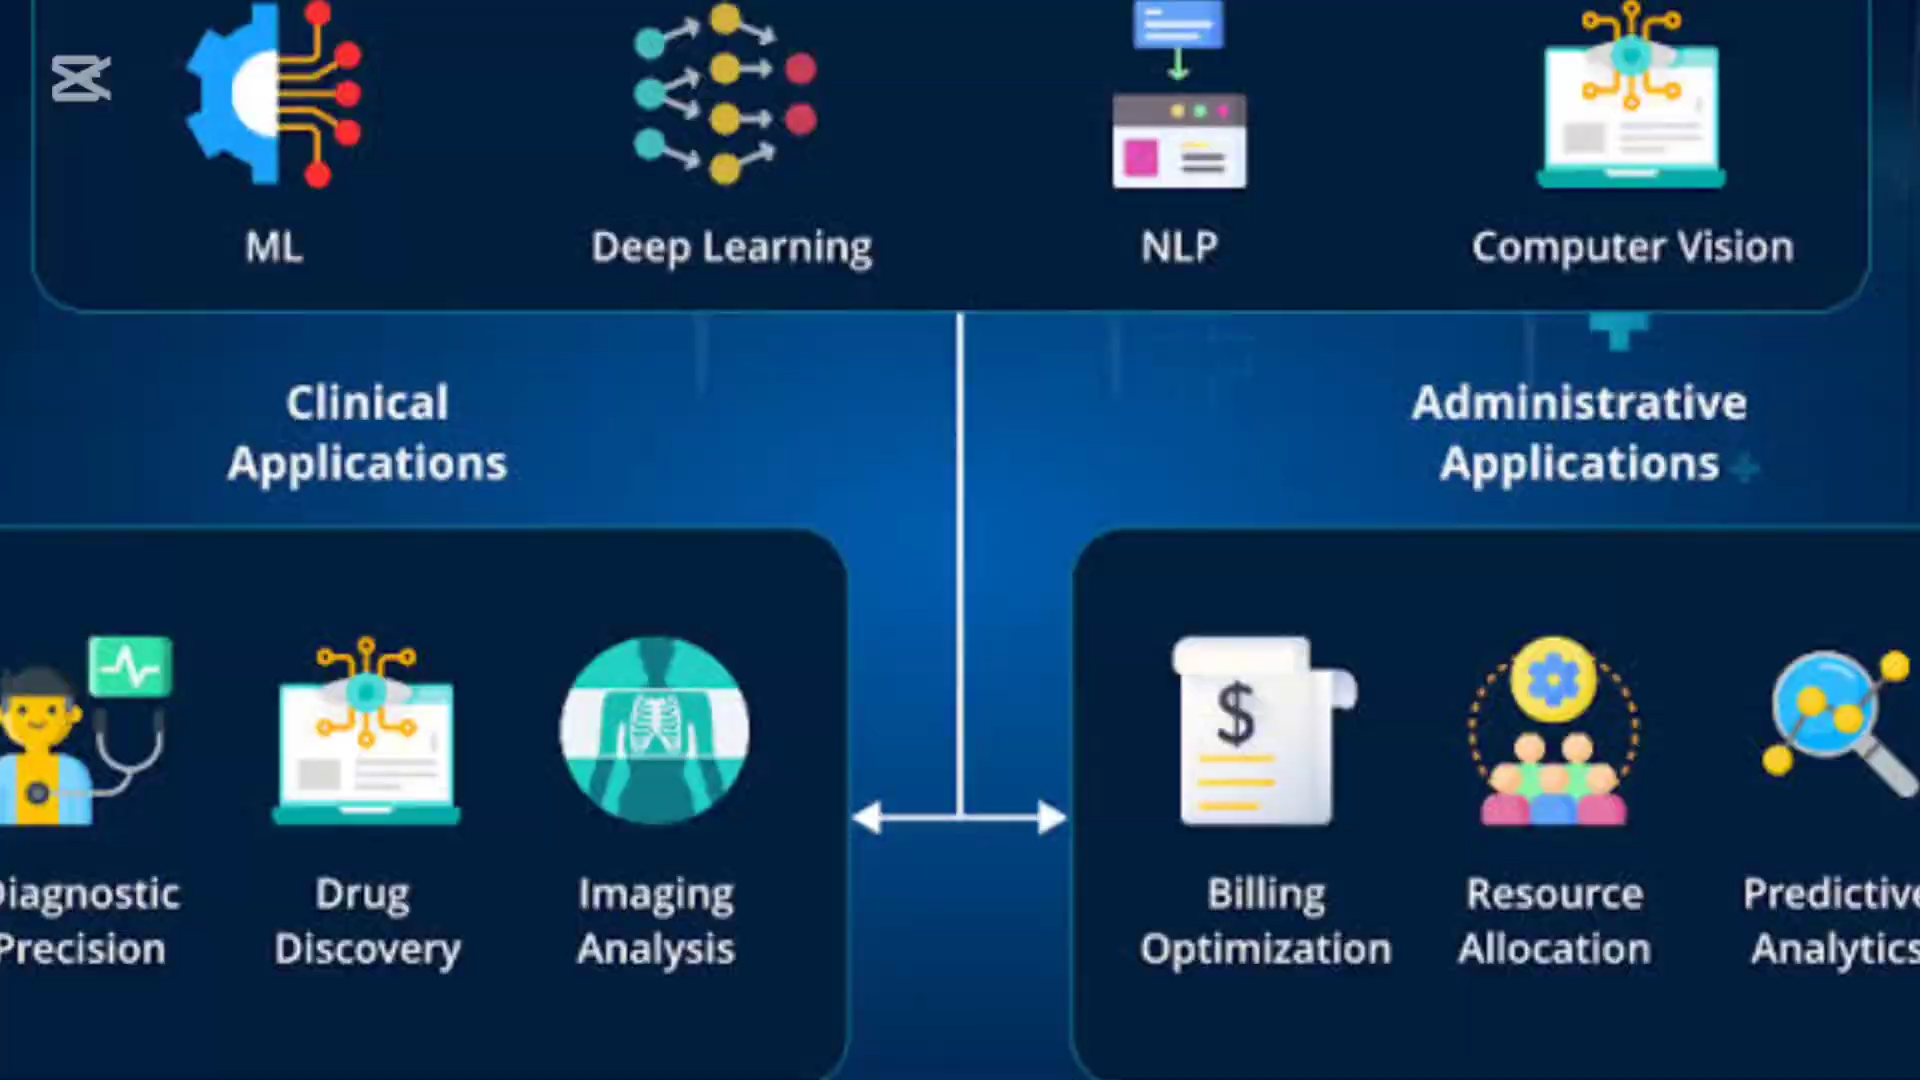 ML
Deep Learning
NLP
Computer Vision
Clinical
Applications
Administrative
Applications
Diagnostic
Precision
Drug
Discovery
Imaging
Analysis
$
Billing
Optimization
Resource
Allocation
Predictive
Analytics